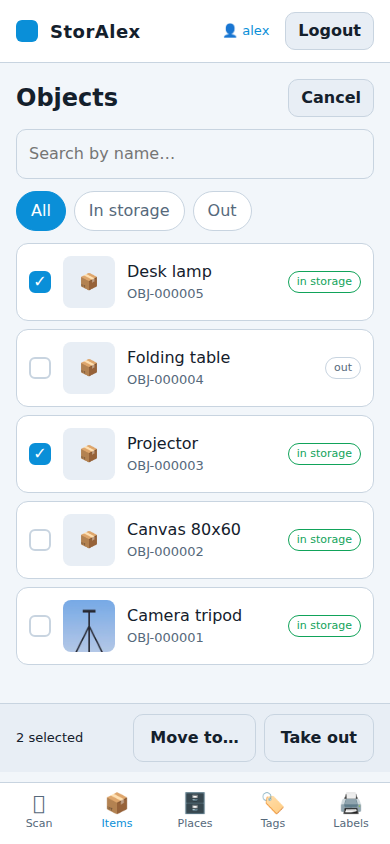 StorAlex
alex
Logout
Objects
Cancel
Search by name…
All
In storage
Out
Desk lamp
in storage
OBJ-000005
Folding table
out
OBJ-000004
Projector
in storage
OBJ-000003
Canvas 80x60
in storage
OBJ-000002
Camera tripod
in storage
OBJ-000001
2 selected
Move to…
Take out
Scan
Items
Places
Tags
Labels